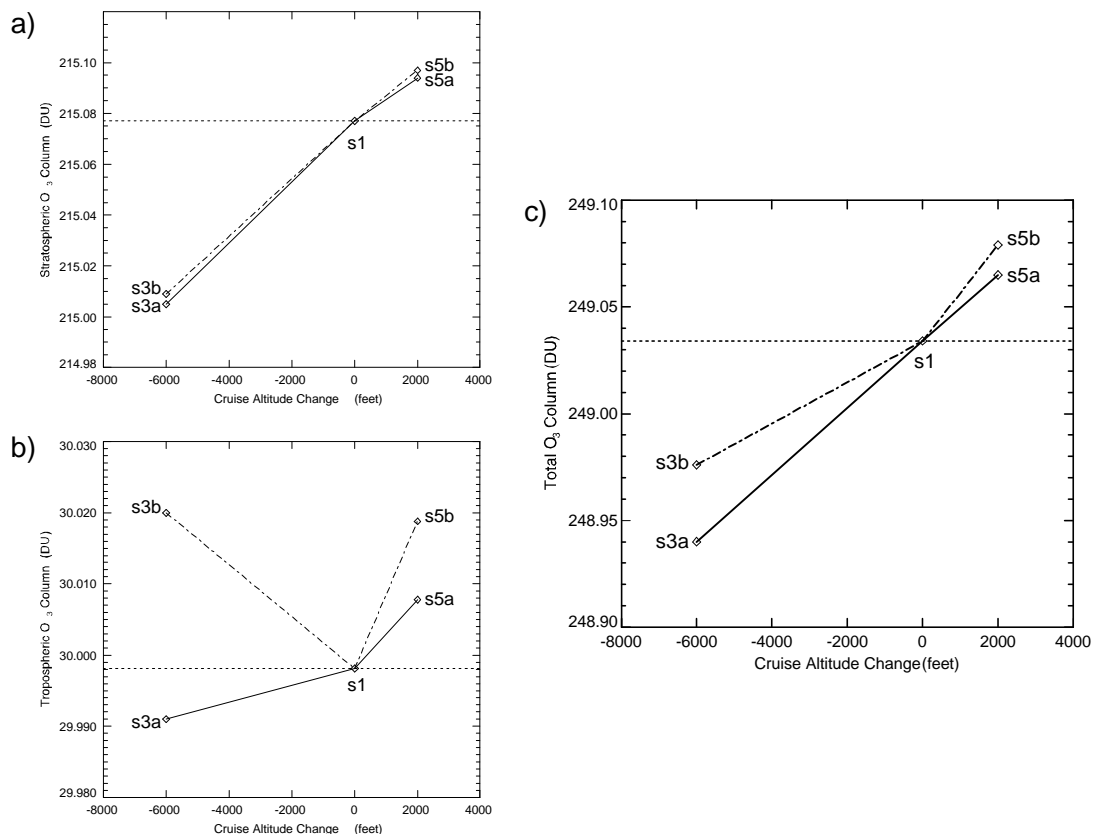 a)
215.10
215.08
215.06
215.04
215.02
215.00
214.98
Stratospheric O 3 Column (DU)
s5b
s5a
s1
s3b
s3a
-8000 -6000 -4000 -2000 0 2000 4000
Cruise Altitude Change (feet)
b)
30.030
30.020
30.010
30.000
29.990
29.980
Tropospheric O 3 Column (DU)
s3b
s5b
s5a
s1
s3a
-8000 -6000 -4000 -2000 0 2000 4000
Cruise Altitude Change (feet)
c)
249.10
249.05
249.00
248.95
248.90
Total O3 Column (DU)
s5b
s5a
s1
s3b
s3a
-8000 -6000 -4000 -2000 0 2000 4000
Cruise Altitude Change (feet)